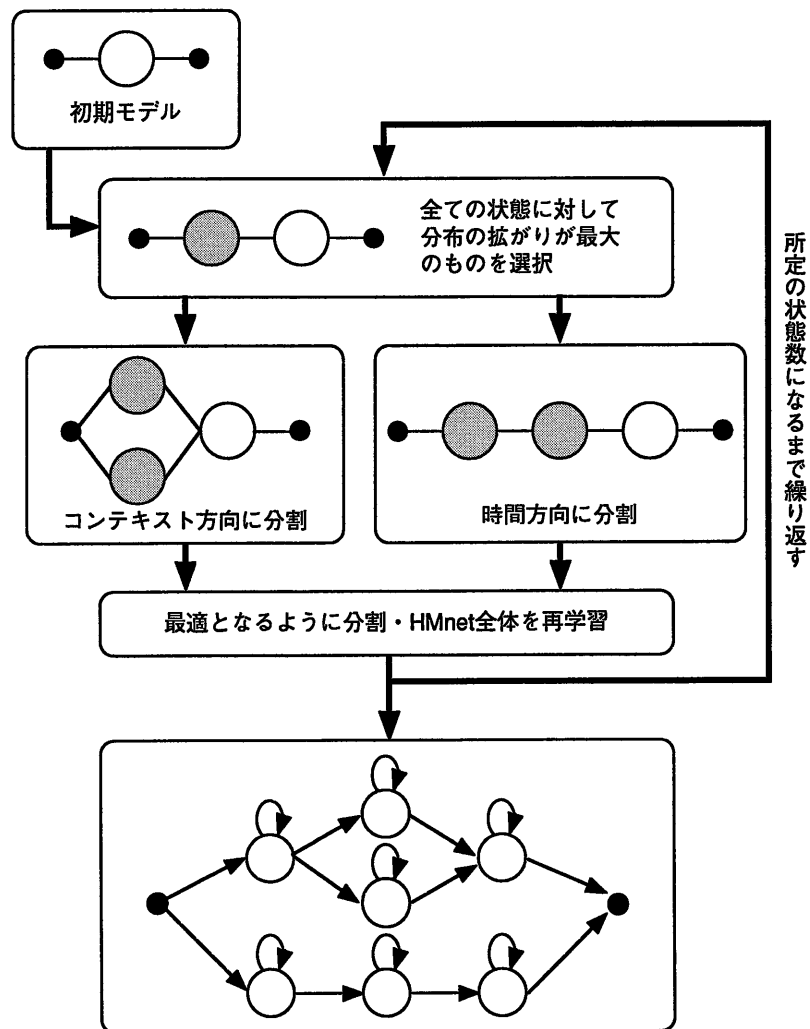 初期モデル
全ての状態に対して
分布の拡がりが最大
のものを選択
コンテキスト方向に分割
時間方向に分割
最適となるように分割・HMnet全体を再学習
所定の状態数になるまで繰り返す